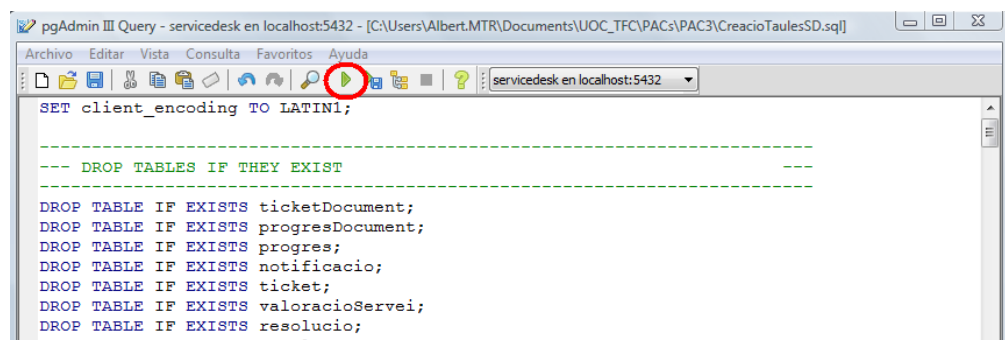 pgAdmin III Query - servicedesk en localhost:5432 - [C:\Users\Albert.MTR\Documents\UOC_TFC\PACs\PAC3\CreacioTaulesSD.sql]
Archivo Editar Vista Consulta Favoritos Ayuda
servicedesk en localhost:5432
SET client_encoding TO LATIN1;
---------------------------------------------------------------------------
--- DROP TABLES IF THEY EXIST ---
---------------------------------------------------------------------------
DROP TABLE IF EXISTS ticketDocument;
DROP TABLE IF EXISTS progresDocument;
DROP TABLE IF EXISTS progres;
DROP TABLE IF EXISTS notificacio;
DROP TABLE IF EXISTS ticket;
DROP TABLE IF EXISTS valoracioServei;
DROP TABLE IF EXISTS resolucio;